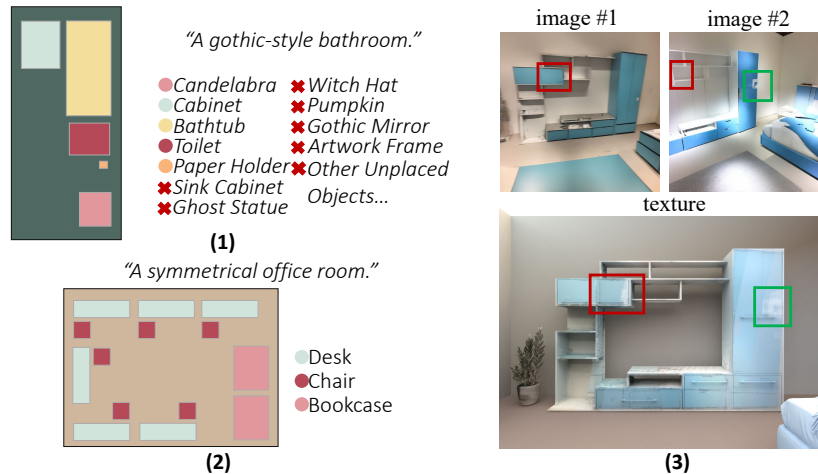 “A gothic-style bathroom.”
Candelabra
Cabinet
Bathtub
Toilet
Paper Holder
Sink Cabinet
Ghost Statue
Witch Hat
Pumpkin
Gothic Mirror
Artwork Frame
Other Unplaced
Objects...
(1)
“A symmetrical office room.”
Desk
Chair
Bookcase
(2)
image #1
image #2
texture
(3)